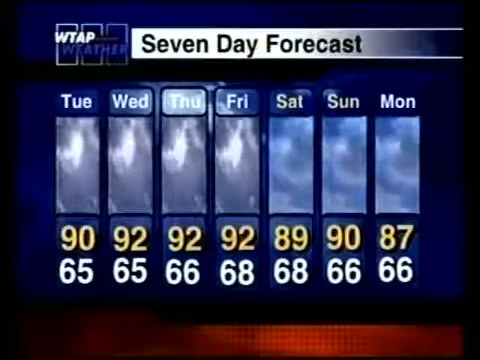 WTAP
WEATHER
Seven Day Forecast
Tue Wed Thu Fri Sat Sun Mon
90 92 92 92 89 90 87
65 65 66 68 68 66 66